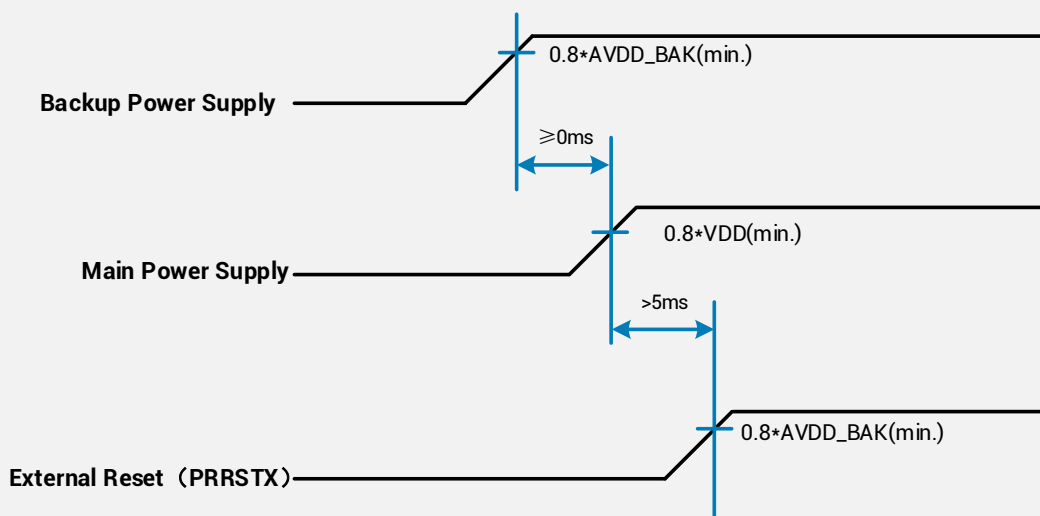 0.8*AVDD_BAK(min.)
Backup Power Supply
≥0ms
0.8*VDD(min.)
Main Power Supply
>5ms
0.8*AVDD_BAK(min.)
External Reset（PRRSTX）